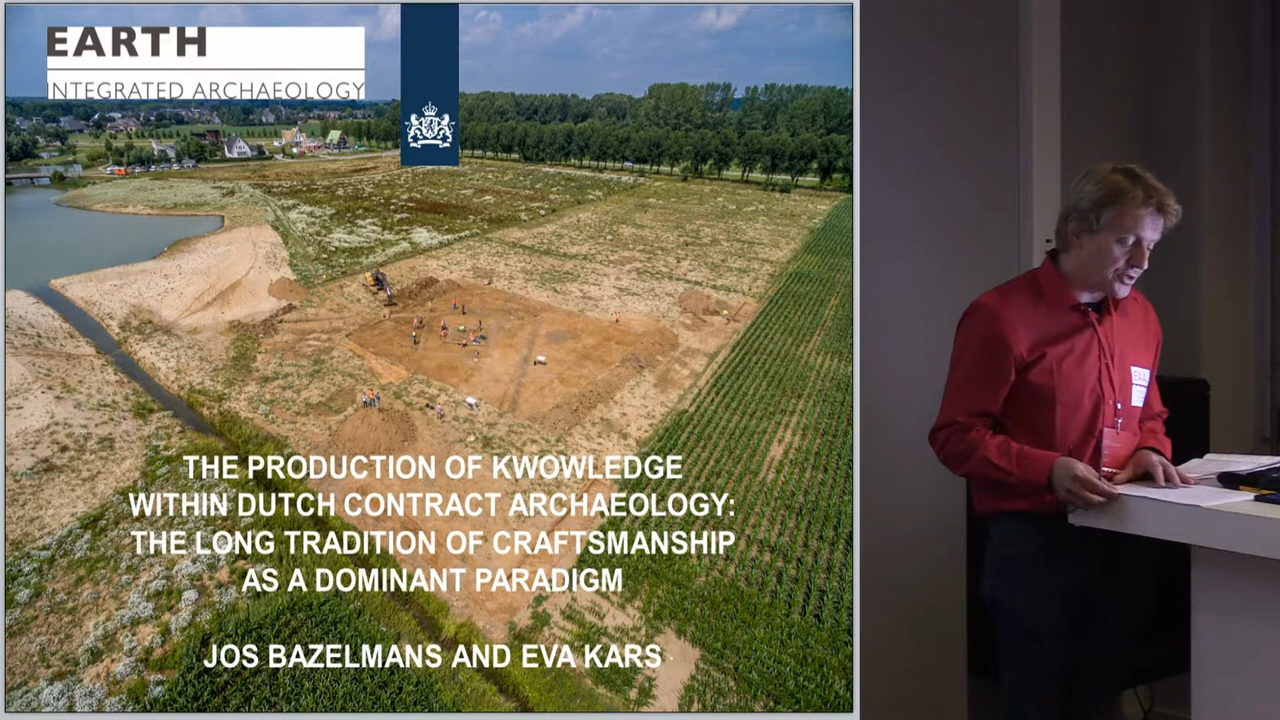 EARTH
INTEGRATED ARCHAEOLOGY
THE PRODUCTION OF KWOWLEDGE
WITHIN DUTCH CONTRACT ARCHAEOLOGY:
THE LONG TRADITION OF CRAFTSMANSHIP
AS A DOMINANT PARADIGM
JOS BAZELMANS AND EVA KARS